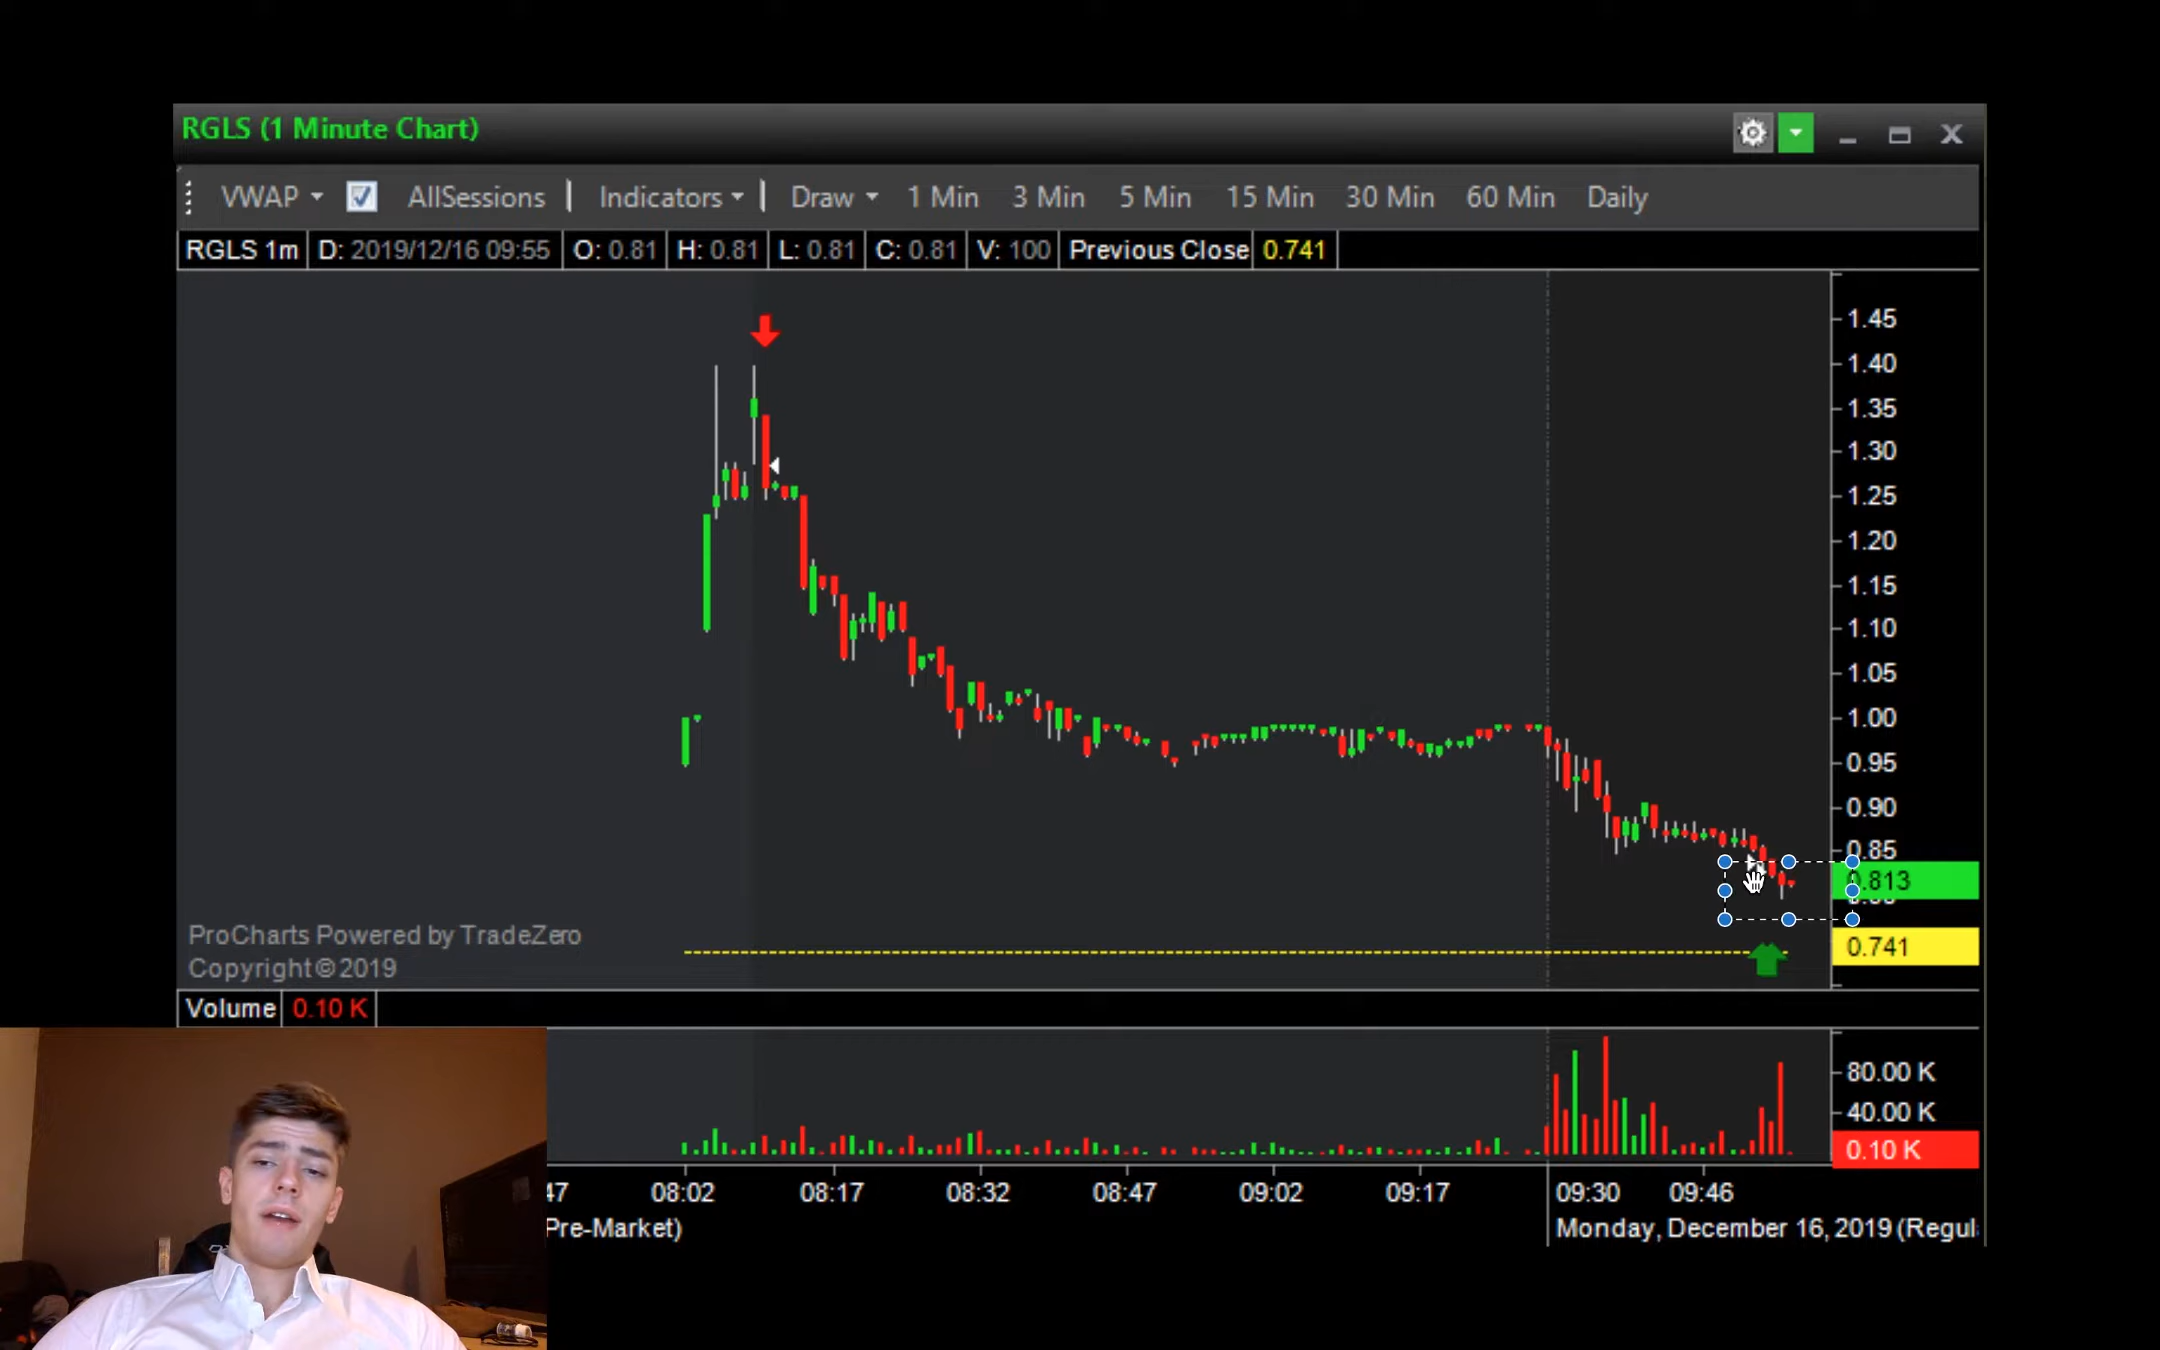 RGLS (1 Minute Chart)
VWAP AllSessions Indicators Draw 1 Min 3 Min 5 Min 15 Min 30 Min 60 Min Daily
RGLS 1m D: 2019/12/16 09:55 O: 0.81 H: 0.81 L: 0.81 C: 0.81 V: 100 Previous Close 0.741
1.45
1.40
1.35
1.30
1.25
1.20
1.15
1.10
1.05
1.00
0.95
0.90
0.85
0.813
ProCharts Powered by TradeZero
0.741
Copyright©2019
Volume 0.10 K
80.00 K
40.00 K
0.10 K
47 08:02 08:17 08:32 08:47 09:02 09:17 09:30 09:46
Pre-Market) Monday, December 16, 2019 (Regul